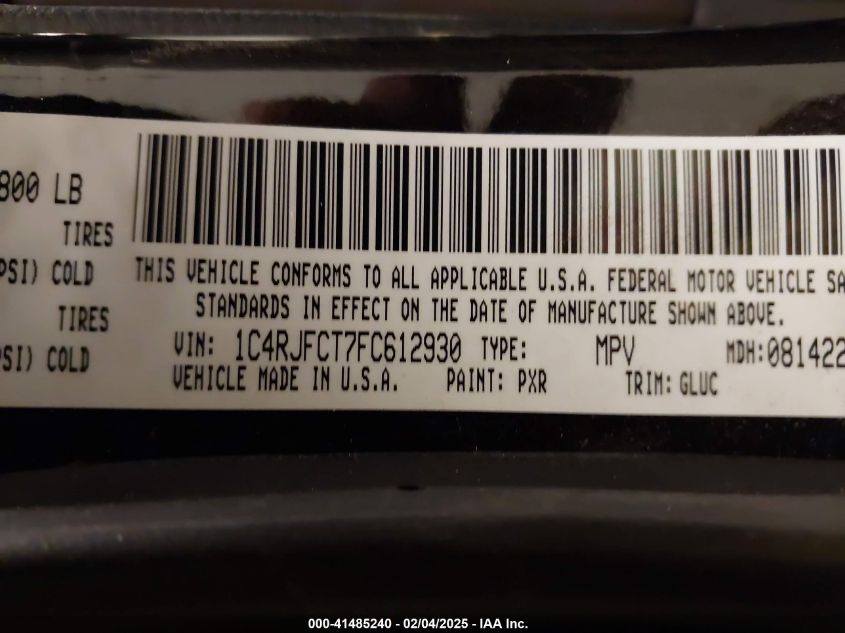 800 LB
TIRES
PSI) COLD
THIS VEHICLE CONFORMS TO ALL APPLICABLE U.S.A. FEDERAL MOTOR VEHICLE SA
TIRES
STANDARDS IN EFFECT ON THE DATE OF MANUFACTURE SHOWN ABOVE.
PSI) COLD
VIN: 1C4RJFCT7FC612930 TYPE: MPV MDH:081422
VEHICLE MADE IN U.S.A. PAINT: PXR TRIM: GLUC
000-41485240 - 02/04/2025 - IAA Inc.